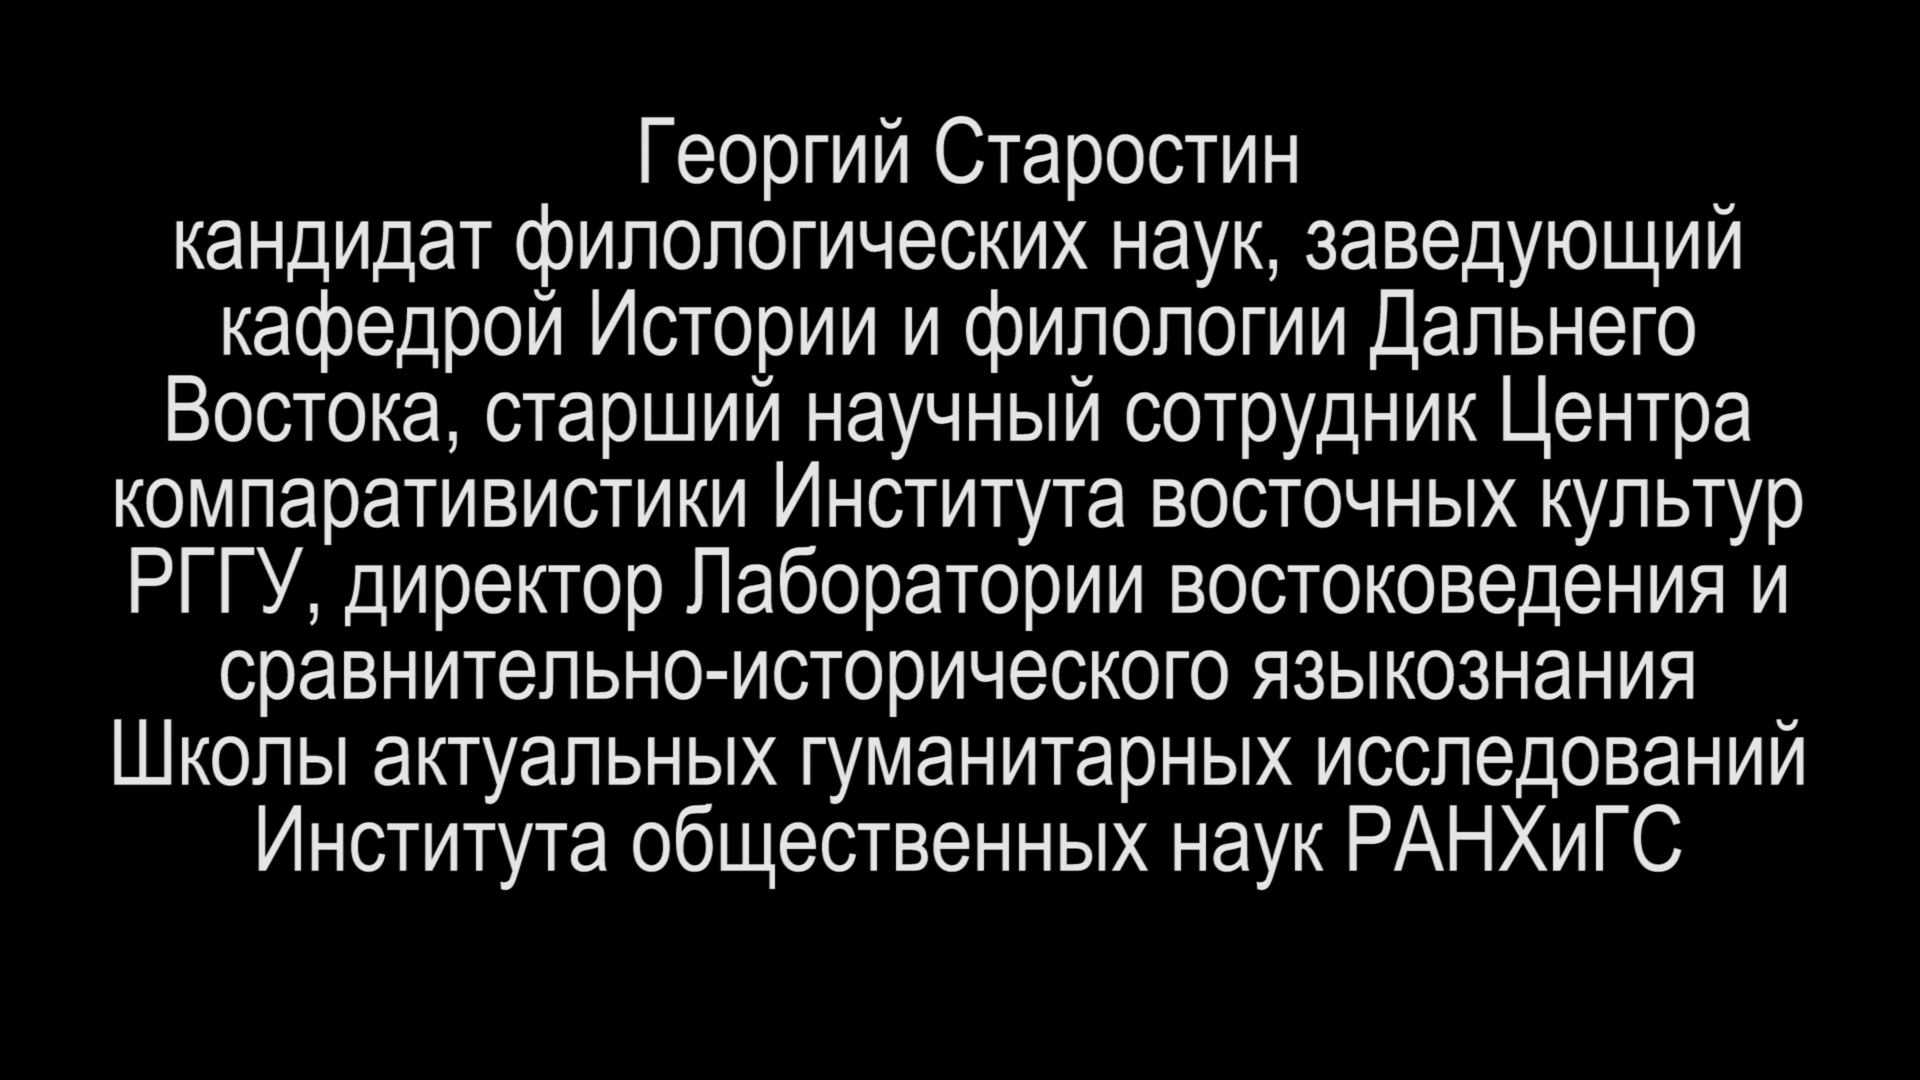 Георгий Старостин
кандидат филологических наук, заведующий
кафедрой Истории и филологии Дальнего
Востока, старший научный сотрудник Центра
компаративистики Института восточных культур
РГГУ, директор Лаборатории востоковедения и
сравнительно-исторического языкознания
Школы актуальных гуманитарных исследований
Института общественных наук РАНХиГС